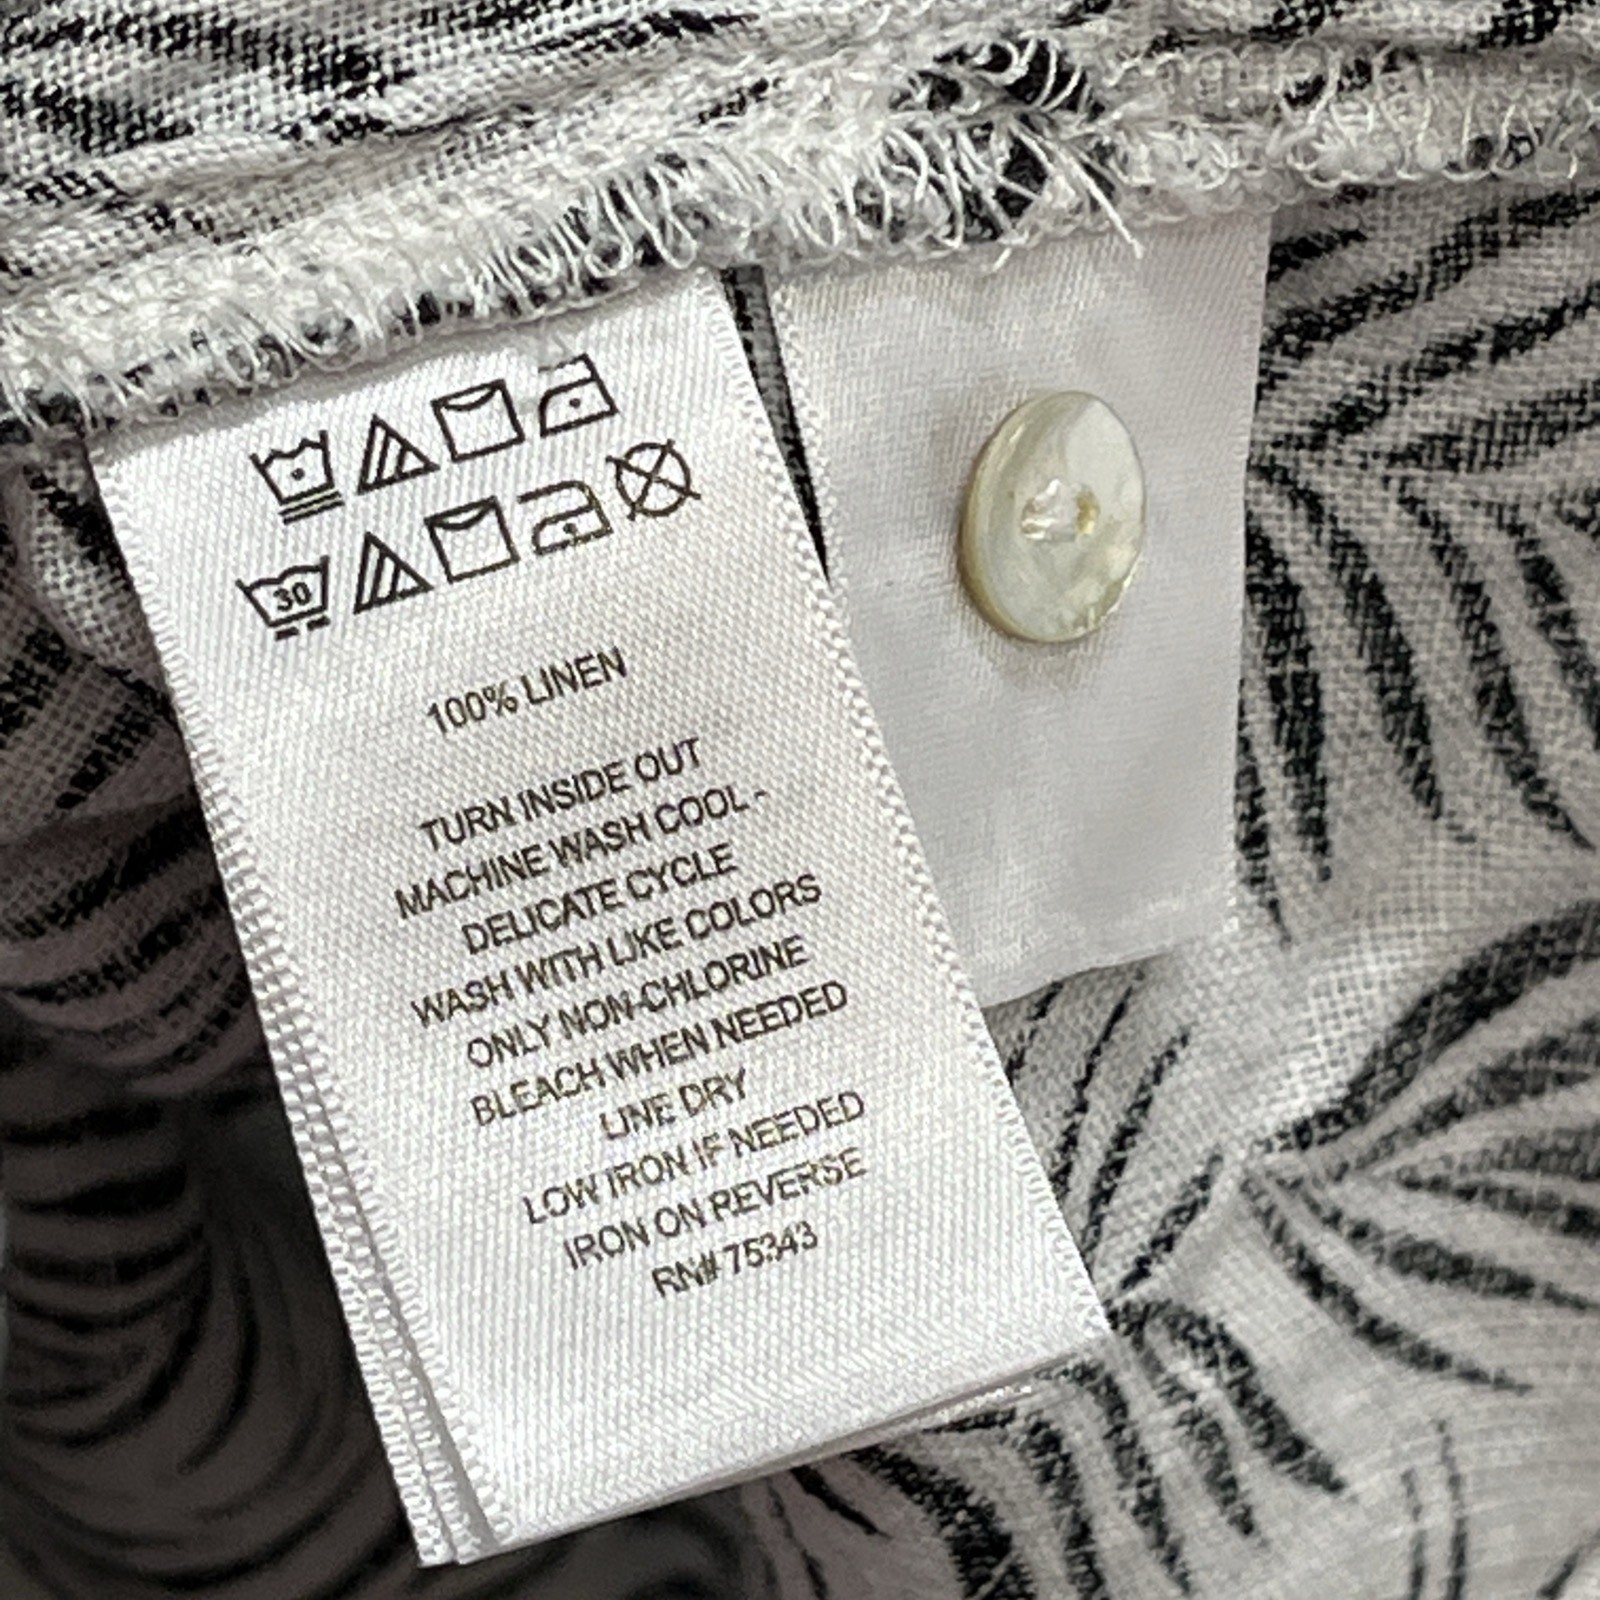 30
100% LINEN
TURN INSIDE OUT
MACHINE WASH COOL -
DELICATE CYCLE
WASH WITH LIKE COLORS
ONLY NON-CHLORINE
BLEACH WHEN NEEDED
LINE DRY
LOW IRON IF NEEDED
IRON ON REVERSE
RN# 75343